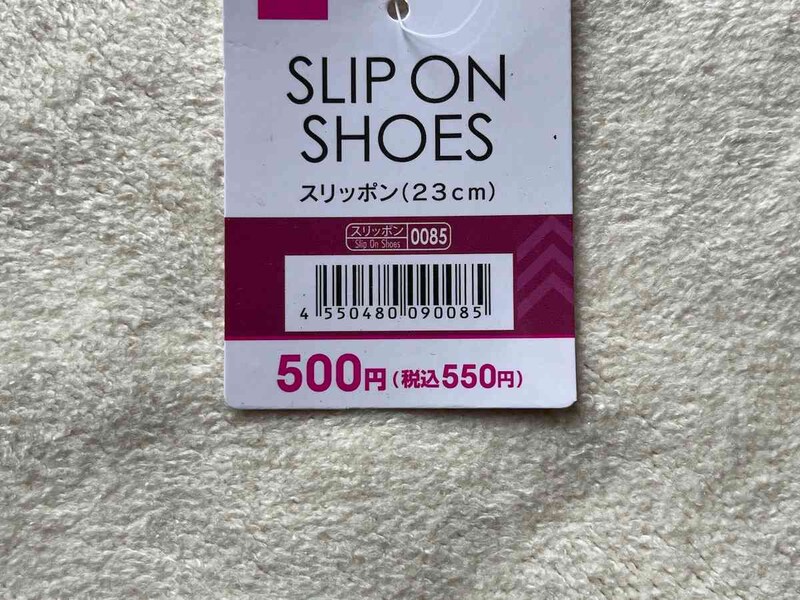 SLIP ON
SHOES
スリッポン(23cm)
スリッポン 0085
Slip On Shoes
4 550480 090085
500円(税込550円)